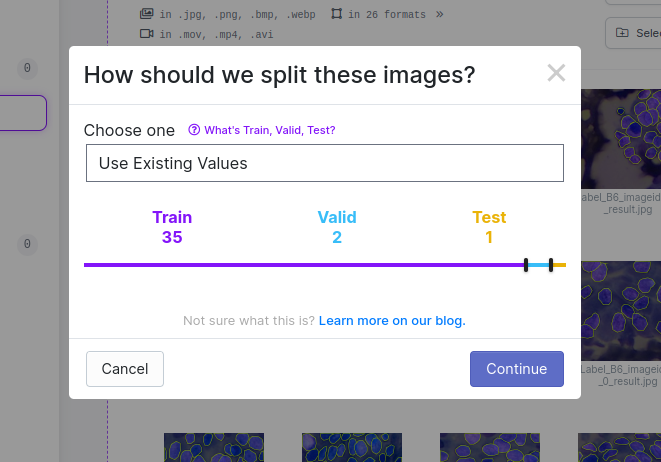 in .jpg, .png, .bmp, .webp in 26 formats »
in .mov, .mp4, .avi
Selec
0
How should we split these images?
Choose one What's Train, Valid, Test?
Use Existing Values
Train Valid Test
35 2 1
Not sure what this is? Learn more on our blog.
Cancel Continue
0
abel_B6_imageid
_result.jpg
Label_B6_imageid
_0_result.jpg